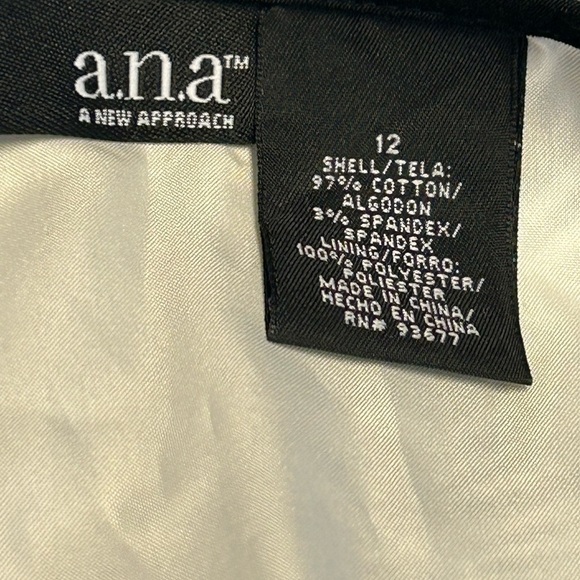 a.n.a™
A NEW APPROACH
12
SHELL/TELA:
97% COTTON/
ALGODON
3% SPANDEX/
SPANDEX
LINING/FORRO:
100% POLYESTER/
POLIESTER
MADE IN CHINA/
HECHO EN CHINA
RN# 93677